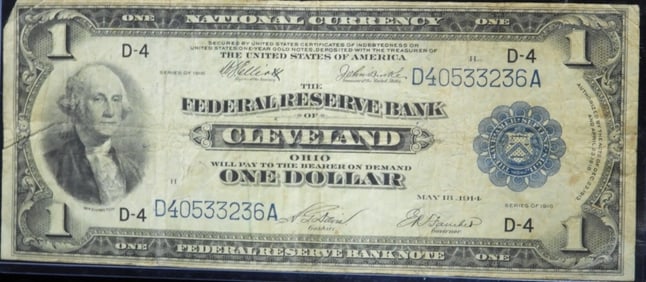 ONE NATIONAL CURRENCY ONE
1 1
SECURED BY UNITED STATES CERTIFICATES OF INDEBTEDNESS OR
UNITED STATES ONE-YEAR GOLD NOTES, DEPOSITED WITH THE TREASURER OF
D-4 THE UNITED STATES OF AMERICA D-4
SERIES OF 1918
D40533236A
THE
FEDERAL RESERVE BANK
OF
CLEVELAND
OHIO
WILL PAY TO THE BEARER ON DEMAND
ONE DOLLAR
MAY 18, 1914
SERIES OF 1918
WASHINGTON
D-4 D40533236A D-4
Cashier Governor
1 1
ONE FEDERAL RESERVE BANK NOTE ONE